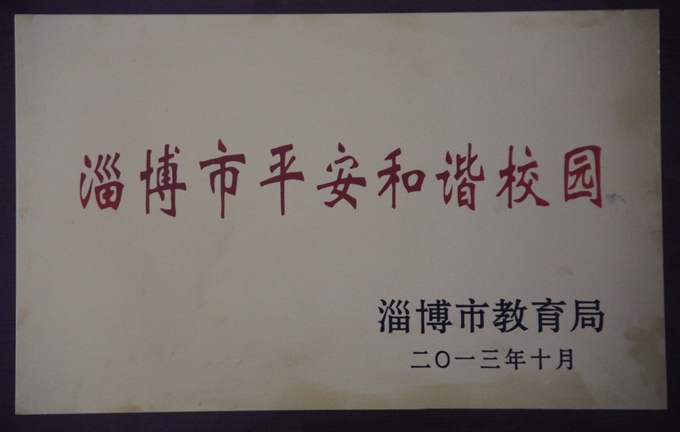 淄博市平安和谐校园
淄博市教育局
二〇一三年十月